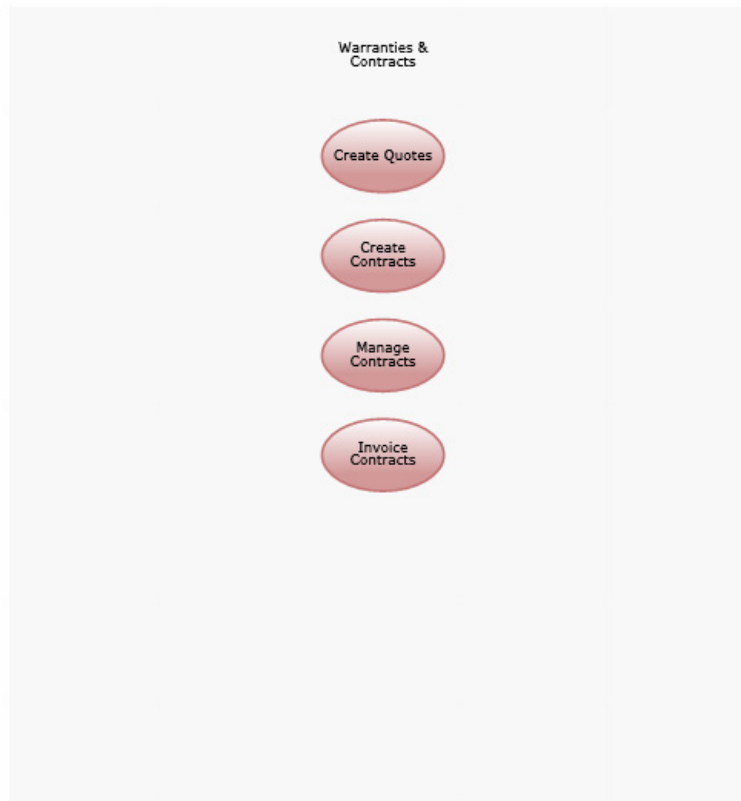 Warranties &
Contracts
Create Quotes
Create
Contracts
Manage
Contracts
Invoice
Contracts